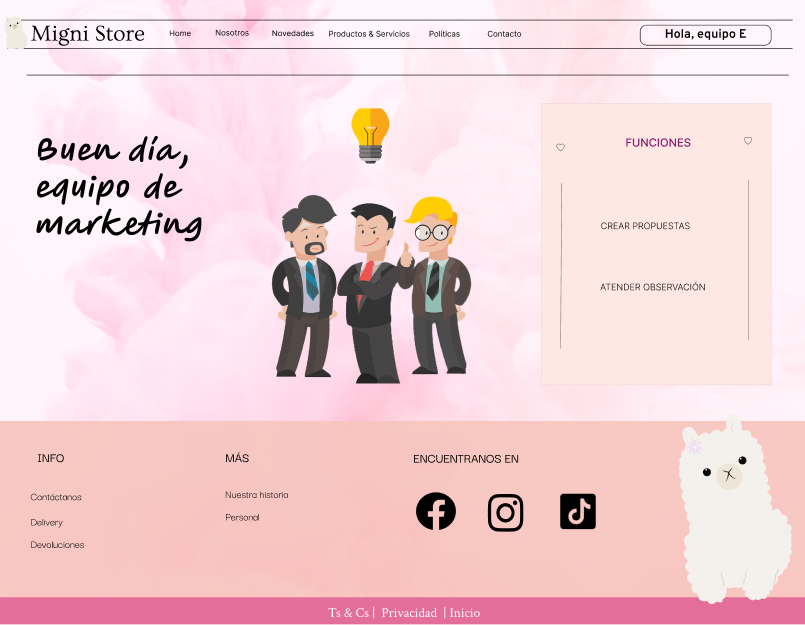 Migni Store
Home
Nosotros
Novedades
Productos & Servicios
Políticas
Contacto
Hola, equipo E
Buen día,
equipo de
marketing
FUNCIONES
CREAR PROPUESTAS
ATENDER OBSERVACIÓN
INFO
Contáctanos
Delivery
Devoluciones
MÁS
Nuestra historia
Personal
ENCUENTRANOS EN
Ts & Cs | Privacidad | Inicio